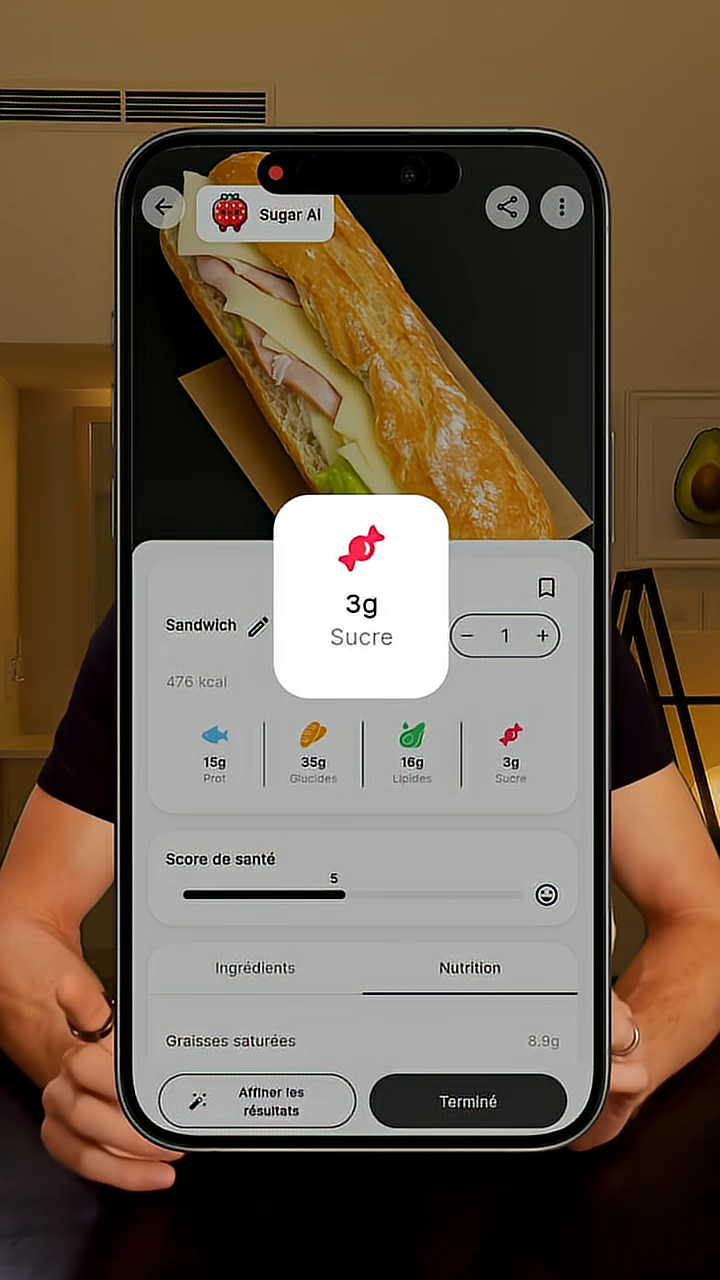 Sugar AI
3g
Sucre
Sandwich
1
476 kcal
15g
Prot
35g
Glucides
16g
Lipides
3g
Sucre
Score de santé
5
Ingrédients
Nutrition
Graisses saturées
8.9g
Affiner les
résultats
Terminé